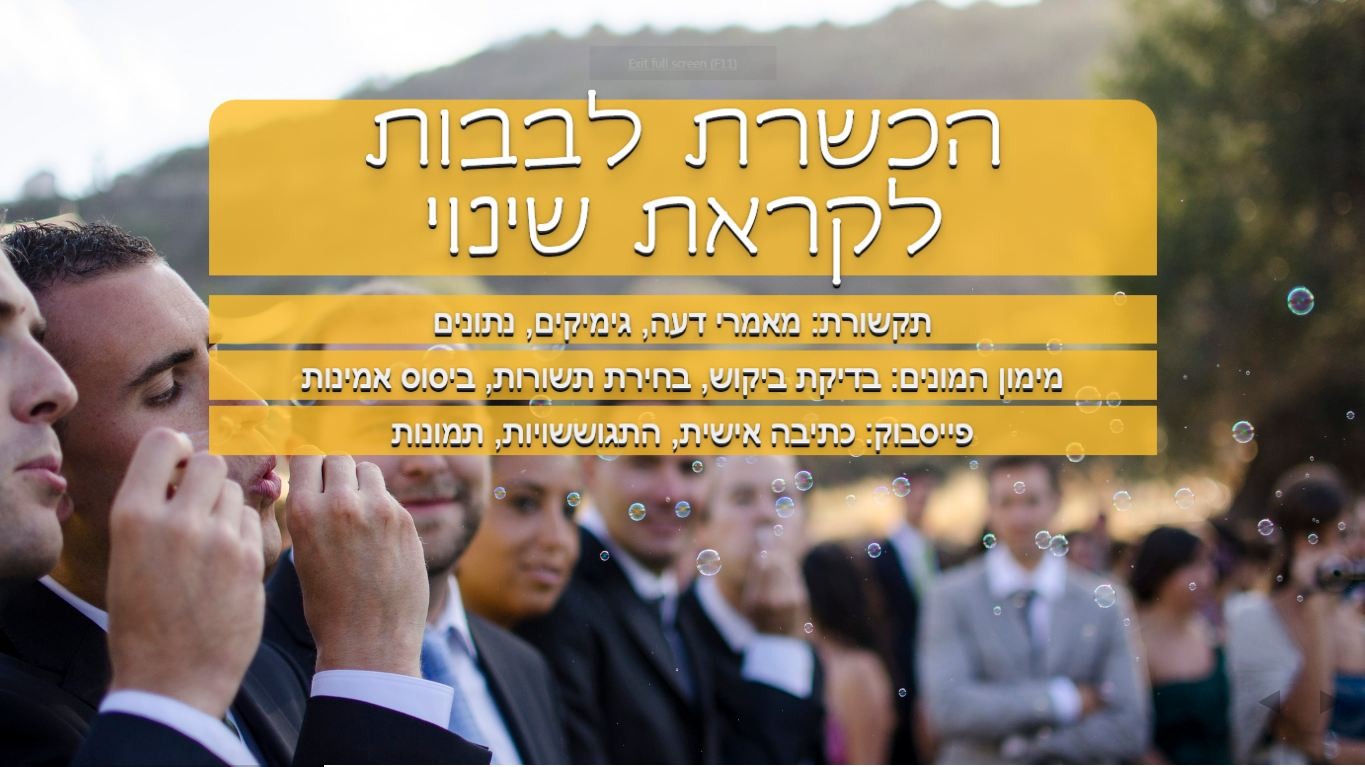 Exit full screen (F11)
הכשרת לבבות
לקראת שינוי
תקשורת: מאמרי דעה, גימיקים, נתונים
מימון המונים: בדיקת ביקוש, בחירת תשורות, ביסוס אמינות
פייסבוק: כתיבה אישית, התגוששויות, תמונות